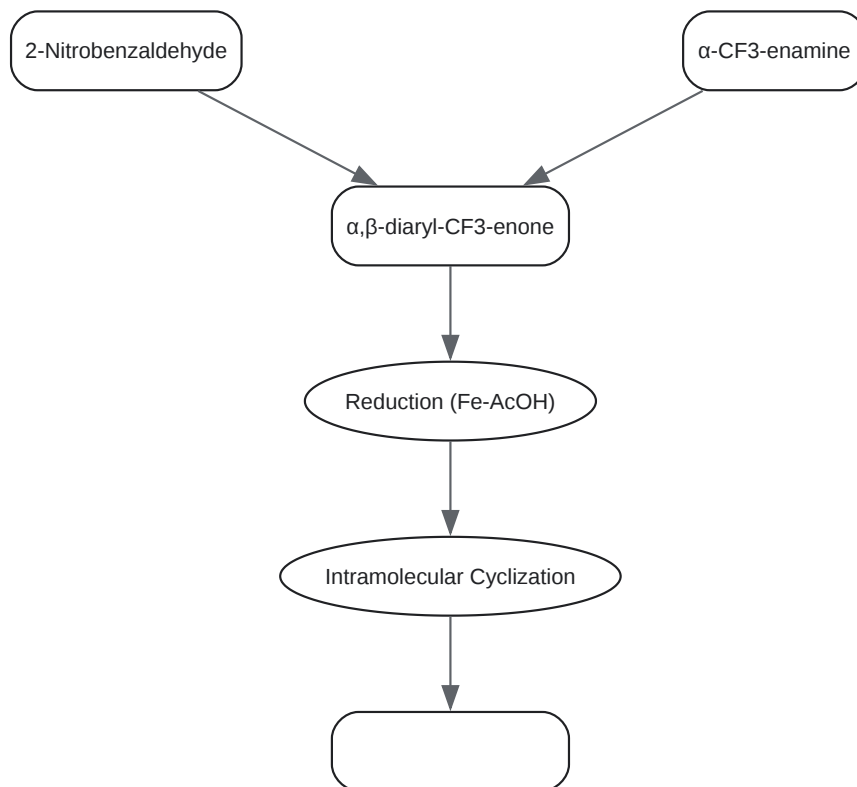 2-Nitrobenzaldehyde
α-CF3-enamine
α,β-diaryl-CF3-enone
Reduction (Fe-AcOH)
Intramolecular Cyclization